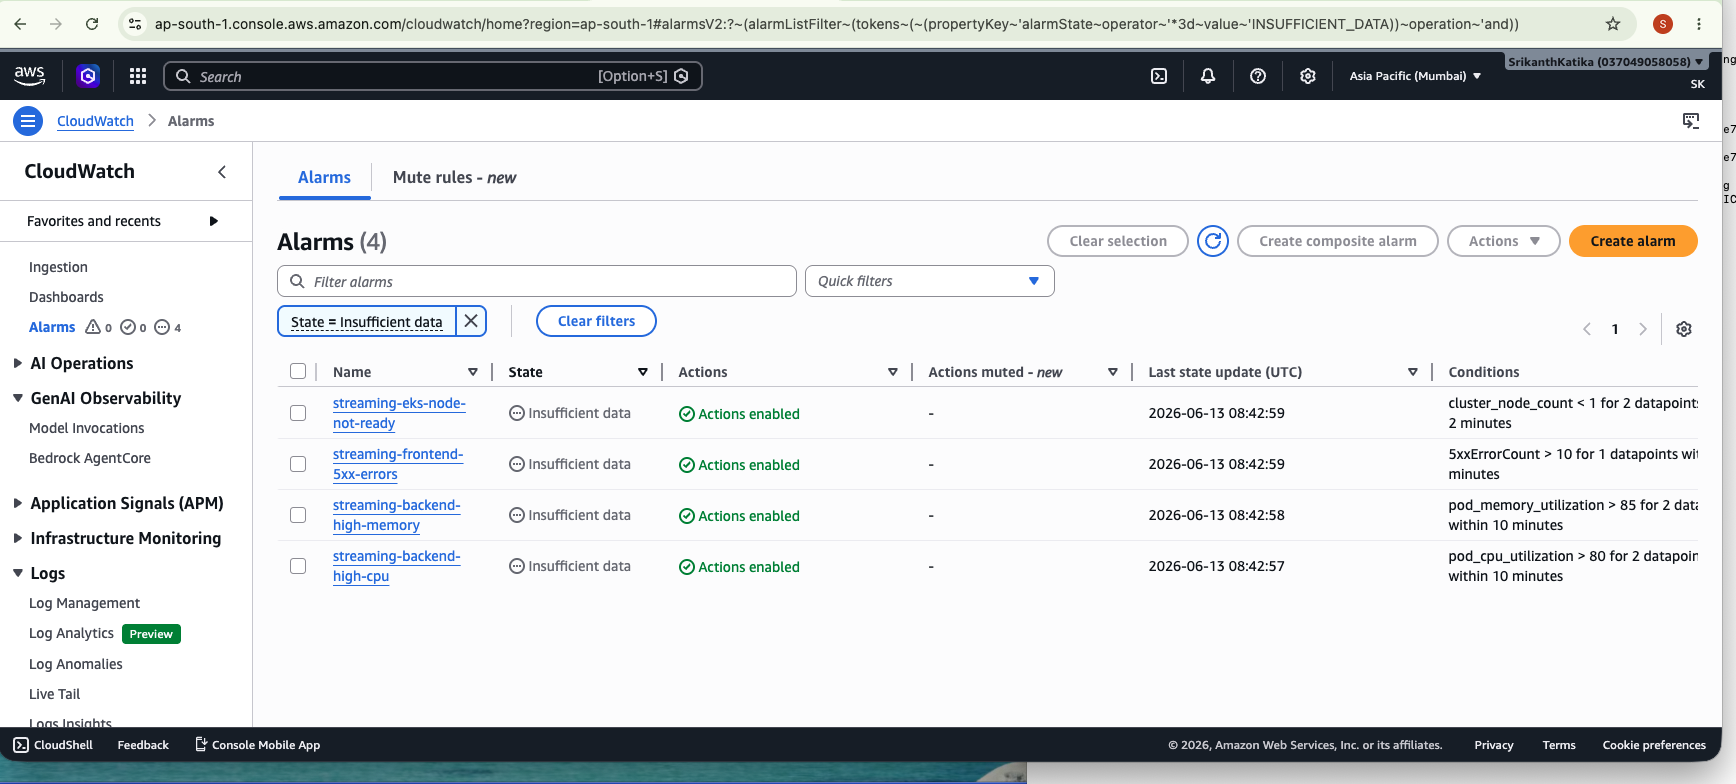 ap-south-1.console.aws.amazon.com/cloudwatch/home?region=ap-south-1#alarmsV2:?~(alarmListFilter~(tokens~(~(propertyKey~'alarmState~operator~'*3d~value~'INSUFFICIENT_DATA))~operation~'and))
S
aws
Search
[Option+S]
Asia Pacific (Mumbai)
SrikanthKatika (037049058058)
SK
CloudWatch
Alarms
CloudWatch
Favorites and recents
Ingestion
Dashboards
Alarms 0 0 4
AI Operations
GenAI Observability
Model Invocations
Bedrock AgentCore
Application Signals (APM)
Infrastructure Monitoring
Logs
Log Management
Log Analytics Preview
Log Anomalies
Live Tail
Logs Insights
Alarms
Mute rules - new
Alarms (4)
Clear selection
Create composite alarm
Actions
Create alarm
Filter alarms
Quick filters
State = Insufficient data
Clear filters
1
Name State Actions Actions muted - new Last state update (UTC) Conditions
streaming-eks-node-
not-ready
Insufficient data
Actions enabled
-
2026-06-13 08:42:59
cluster_node_count < 1 for 2 datapoints
2 minutes
streaming-frontend-
5xx-errors
Insufficient data
Actions enabled
-
2026-06-13 08:42:59
5xxErrorCount > 10 for 1 datapoints wit
minutes
streaming-backend-
high-memory
Insufficient data
Actions enabled
-
2026-06-13 08:42:58
pod_memory_utilization > 85 for 2 data
within 10 minutes
streaming-backend-
high-cpu
Insufficient data
Actions enabled
-
2026-06-13 08:42:57
pod_cpu_utilization > 80 for 2 datapoin
within 10 minutes
ng
e7
e7
g
IC
CloudShell
Feedback
Console Mobile App
© 2026, Amazon Web Services, Inc. or its affiliates.
Privacy
Terms
Cookie preferences